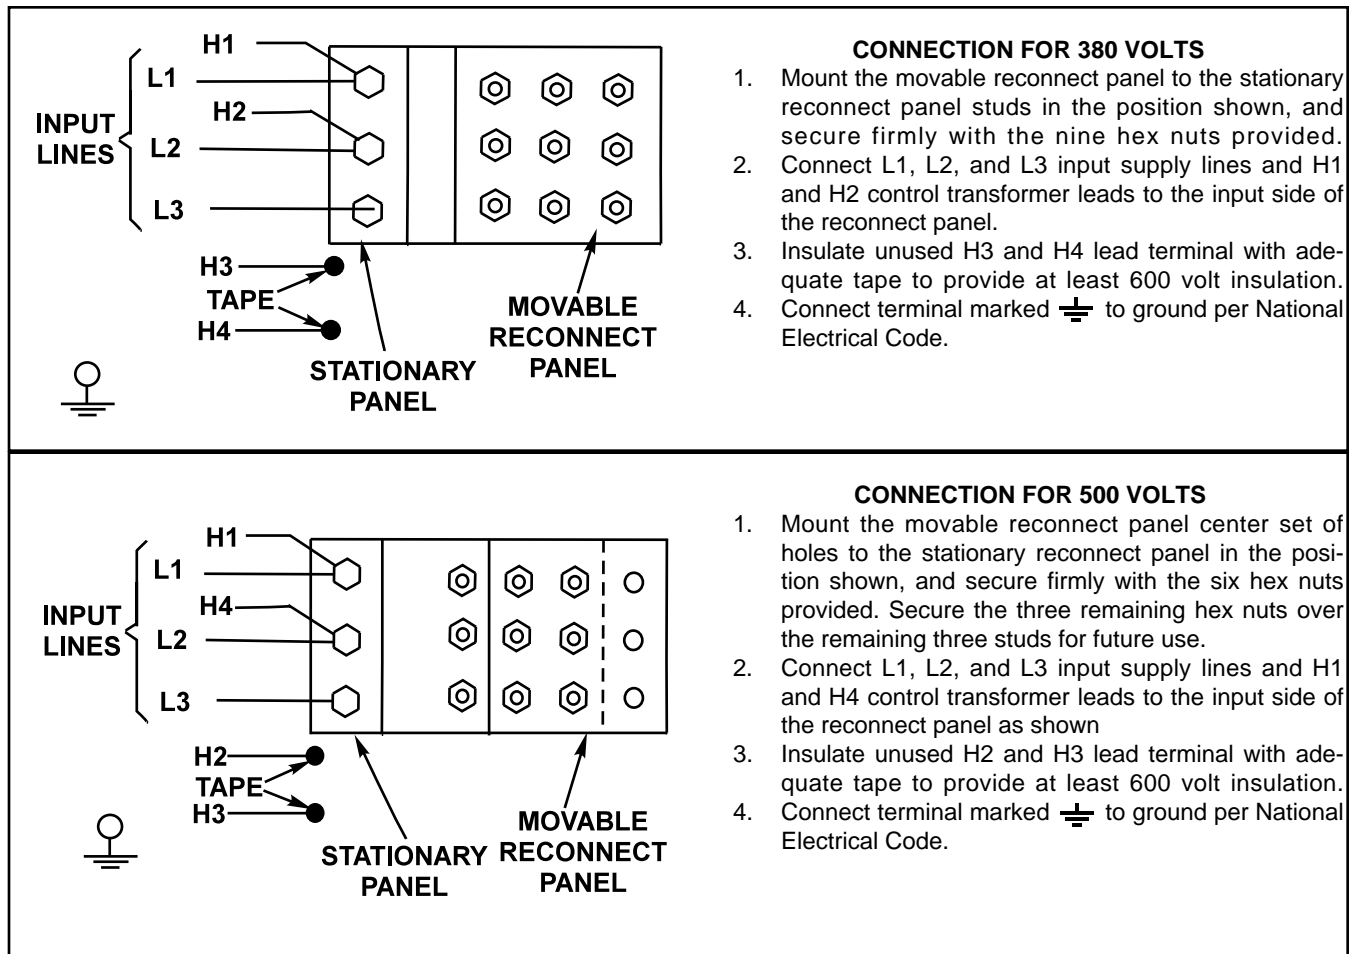 H1
L1
H2
INPUT
LINES
L2
L3
H3
TAPE
H4
MOVABLE
RECONNECT
PANEL
STATIONARY
PANEL
CONNECTION FOR 380 VOLTS
1. Mount the movable reconnect panel to the stationary
reconnect panel studs in the position shown, and
secure firmly with the nine hex nuts provided.
2. Connect L1, L2, and L3 input supply lines and H1
and H2 control transformer leads to the input side of
the reconnect panel.
3. Insulate unused H3 and H4 lead terminal with ade-
quate tape to provide at least 600 volt insulation.
4. Connect terminal marked ⏚ to ground per National
Electrical Code.
H1
L1
H4
INPUT
LINES
L2
L3
H2
TAPE
H3
MOVABLE
RECONNECT
PANEL
STATIONARY
PANEL
CONNECTION FOR 500 VOLTS
1. Mount the movable reconnect panel center set of
holes to the stationary reconnect panel in the posi-
tion shown, and secure firmly with the six hex nuts
provided. Secure the three remaining hex nuts over
the remaining three studs for future use.
2. Connect L1, L2, and L3 input supply lines and H1
and H4 control transformer leads to the input side of
the reconnect panel as shown
3. Insulate unused H2 and H3 lead terminal with ade-
quate tape to provide at least 600 volt insulation.
4. Connect terminal marked ⏚ to ground per National
Electrical Code.